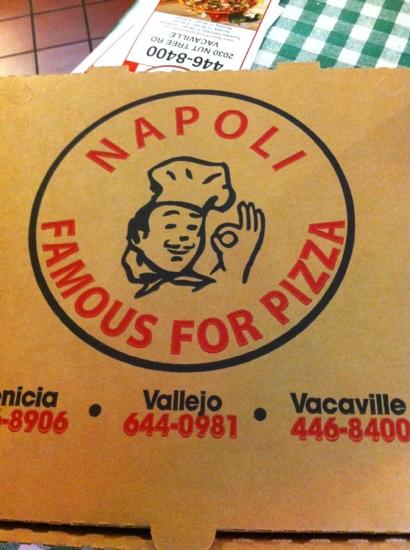 2030 NUT TREE RD
VACAVILLE
446-8400
NAPOLI
FAMOUS FOR PIZZA
enicia • Vallejo • Vacaville
-8906 644-0981 446-8400